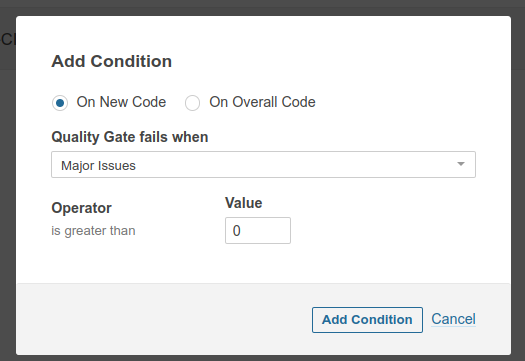 Add Condition
On New Code
On Overall Code
Quality Gate fails when
Major Issues
Operator
Value
is greater than
0
Add Condition
Cancel